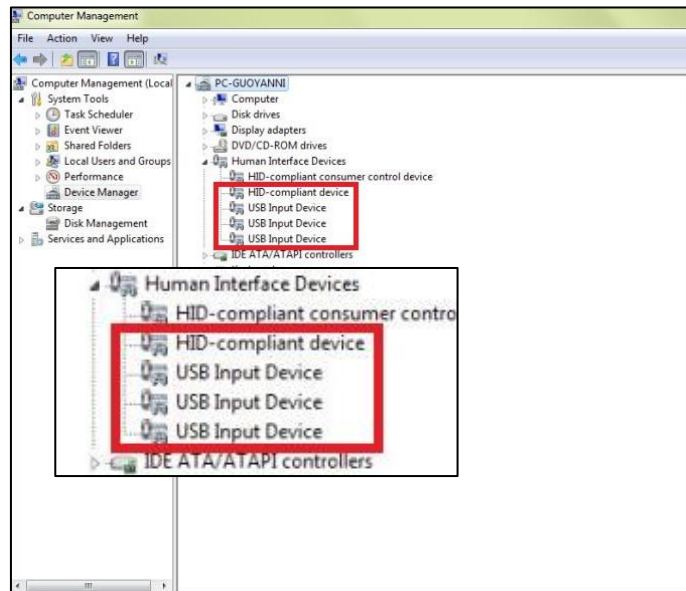 Computer Management
File Action View Help
Computer Management (Local
System Tools
Task Scheduler
Event Viewer
Shared Folders
Local Users and Groups
Performance
Device Manager
Storage
Disk Management
Services and Applications
PC-GUOYANNI
Computer
Disk drives
Display adapters
DVD/CD-ROM drives
Human Interface Devices
HID-compliant consumer control device
HID-compliant device
USB Input Device
USB Input Device
USB Input Device
IDE ATA/ATAPI controllers
Human Interface Devices
HID-compliant consumer contro
HID-compliant device
USB Input Device
USB Input Device
USB Input Device
IDE ATA/ATAPI controllers